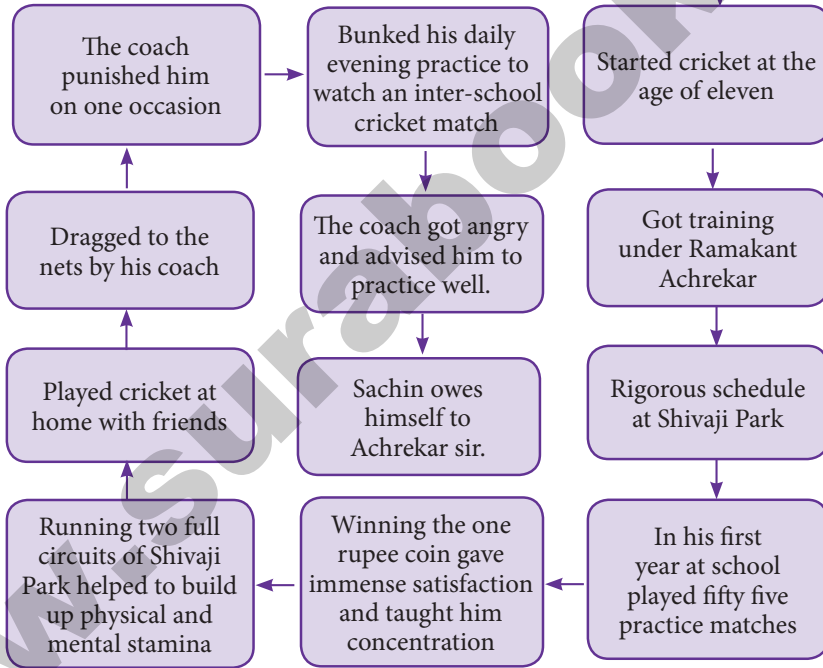 Started cricket at the
age of eleven
Got training
under Ramakant
Achrekar
Rigorous schedule
at Shivaji Park
In his first
year at school
played fifty five
practice matches
Winning the one
rupee coin gave
immense satisfaction
and taught him
concentration
Running two full
circuits of Shivaji
Park helped to build
up physical and
mental stamina
Played cricket at
home with friends
Dragged to the
nets by his coach
The coach
punished him
on one occasion
Bunked his daily
evening practice to
watch an inter-school
cricket match
The coach got angry
and advised him to
practice well.
Sachin owes
himself to
Achrekar sir.
w.surabook